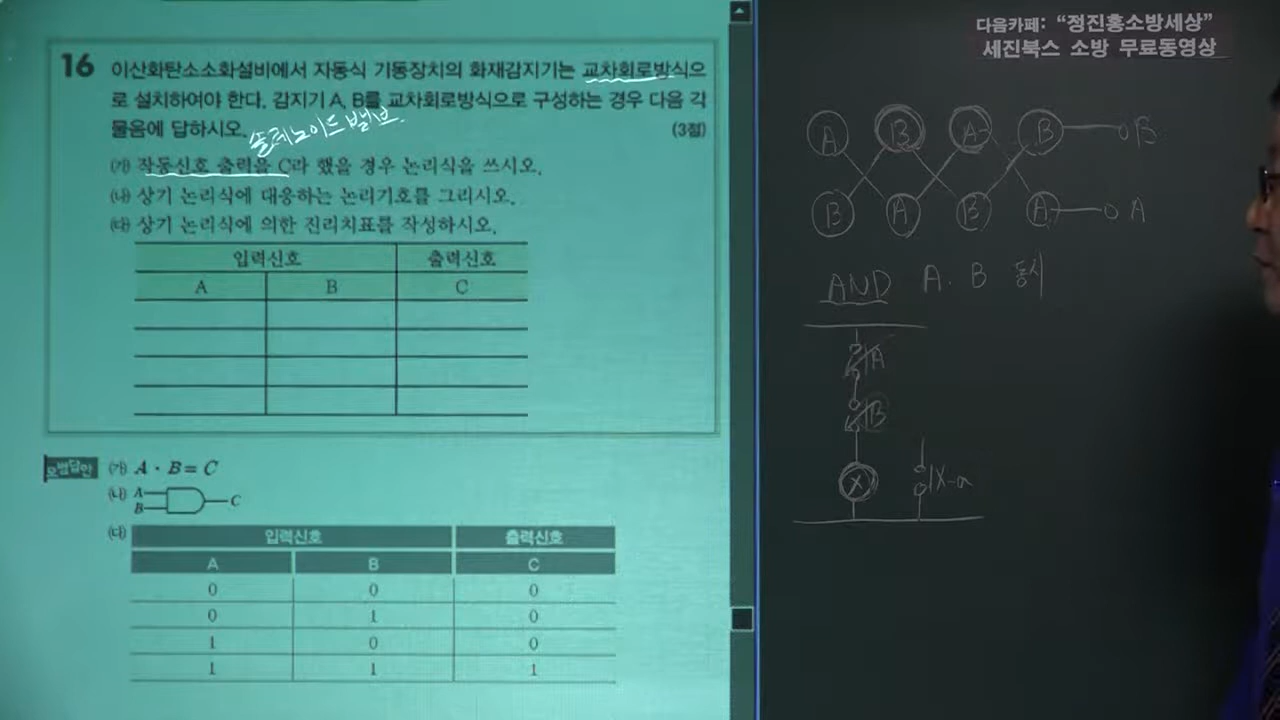 다음카페: "정진홍소방세상"
세진북스 소방 무료동영상
16 이산화탄소소화설비에서 자동식 기동장치의 화재감지기는 교차회로방식으
로 설치하여야 한다. 감지기 A, B를 교차회로방식으로 구성하는 경우 다음 각
물음에 답하시오. (3점)
솔레노이드 밸브.
㈎ 작동신호 출력을 C라 했을 경우 논리식을 쓰시오.
㈏ 상기 논리식에 대응하는 논리기호를 그리시오.
㈐ 상기 논리식에 의한 진리치표를 작성하시오.
입력신호 출력신호
A B C
모범답안 ㈎ A · B = C
㈏ A B C
㈐ 입력신호 출력신호
A B C
0 0 0
0 1 0
1 0 0
1 1 1
A B A B B
B A B A A
AND A. B 동시
A
B
X X-a